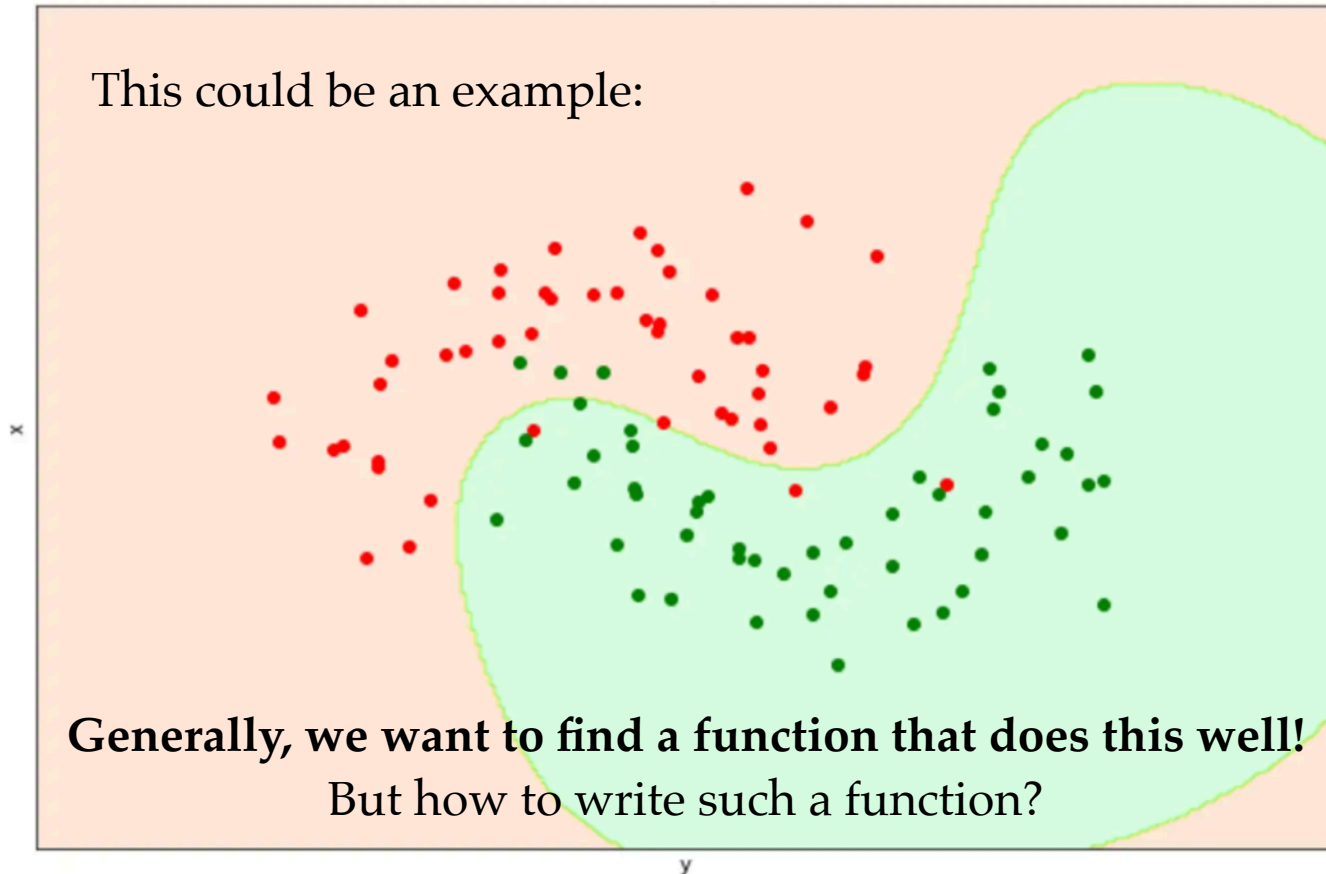 This could be an example:
x
Generally, we want to find a function that does this well!
But how to write such a function?
y